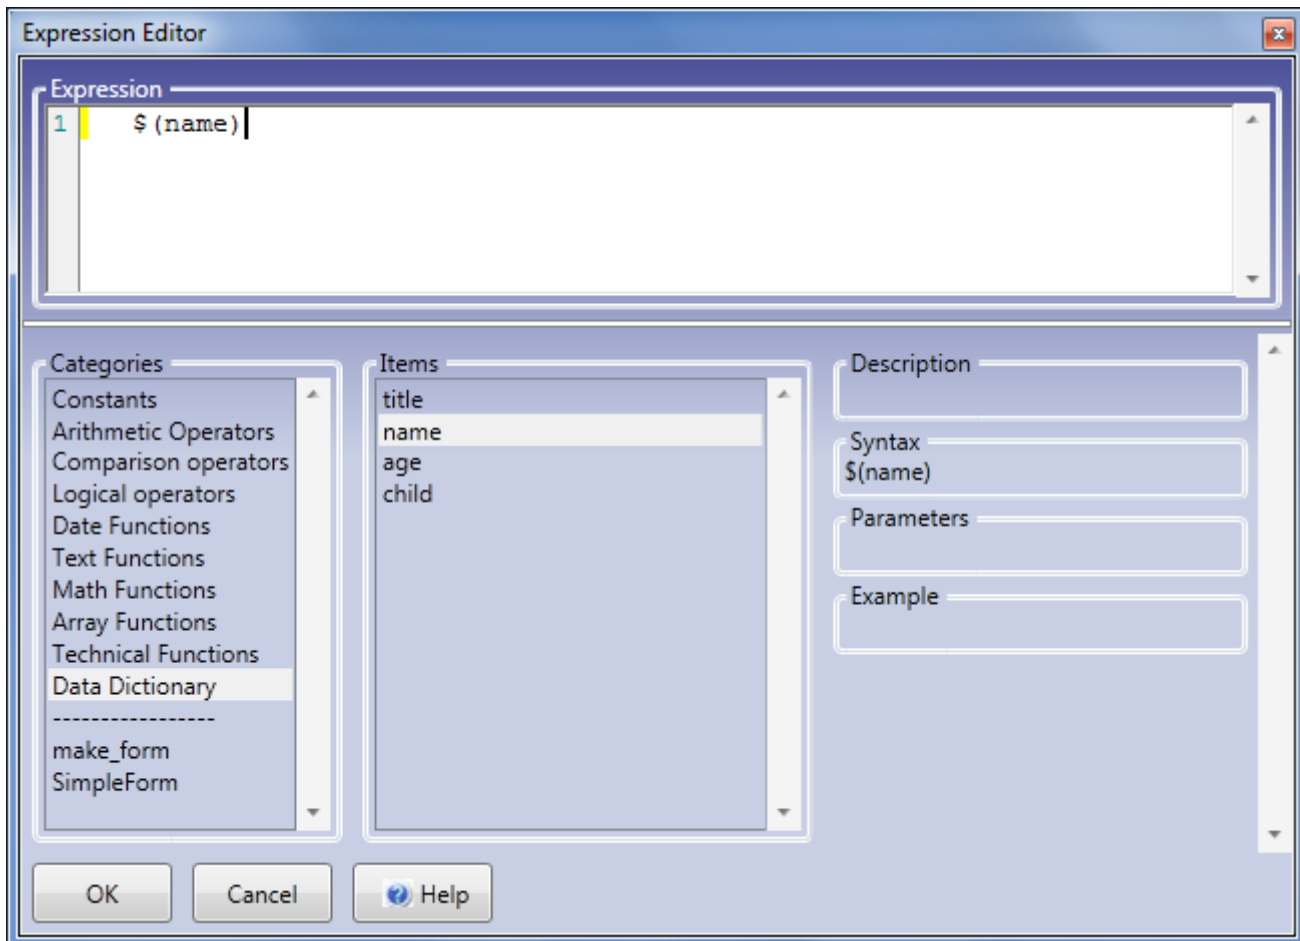 Expression Editor
Expression
1 $(name)
Categories
Constants
Arithmetic Operators
Comparison operators
Logical operators
Date Functions
Text Functions
Math Functions
Array Functions
Technical Functions
Data Dictionary
-----------------
make_form
SimpleForm
Items
title
name
age
child
Description
Syntax
$(name)
Parameters
Example
OK
Cancel
Help